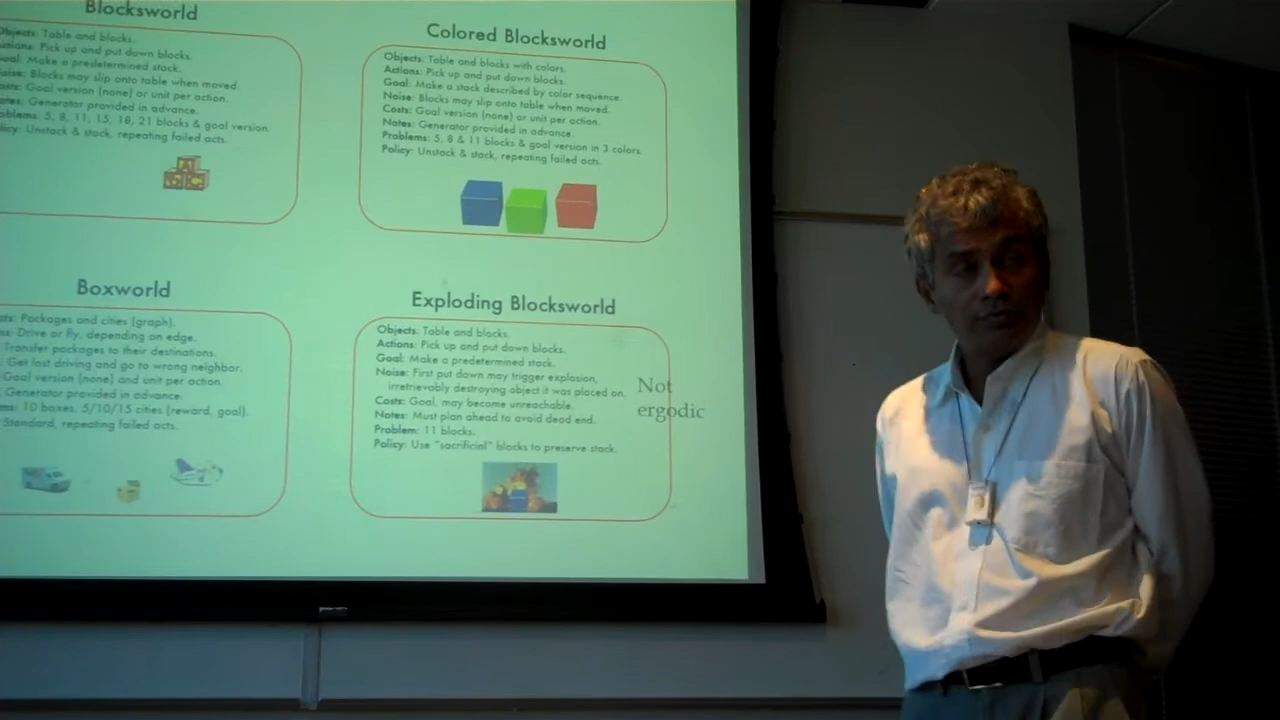 Blocksworld
Objects: Table and blocks.
Actions: Pick up and put down blocks.
Goal: Make a predetermined stack.
Noise: Blocks may slip onto table when moved.
Costs: Goal version (none) or unit per action.
Notes: Generator provided in advance.
Problems: 5, 8, 11, 15, 18, 21 blocks & goal version.
Policy: Unstack & stack, repeating failed acts.
Colored Blocksworld
Objects: Table and blocks with colors.
Actions: Pick up and put down blocks.
Goal: Make a stack described by color sequence.
Noise: Blocks may slip onto table when moved.
Costs: Goal version (none) or unit per action.
Notes: Generator provided in advance.
Problems: 5, 8 & 11 blocks & goal version in 3 colors.
Policy: Unstack & stack, repeating failed acts.
Boxworld
Packages and cities (graph).
Drive or fly, depending on edge.
Transfer packages to their destinations.
Get lost driving and go to wrong neighbor.
Goal version (none) and unit per action.
Generator provided in advance.
10 boxes, 5/10/15 cities (reward, goal).
Standard, repeating failed acts.
Exploding Blocksworld
Objects: Table and blocks.
Actions: Pick up and put down blocks.
Goal: Make a predetermined stack.
Noise: First put down may trigger explosion,
irretrievably destroying object it was placed on.
Costs: Goal, may become unreachable.
Notes: Must plan ahead to avoid dead end.
Problem: 11 blocks.
Policy: Use "sacrificial" blocks to preserve stack.
Not
ergodic